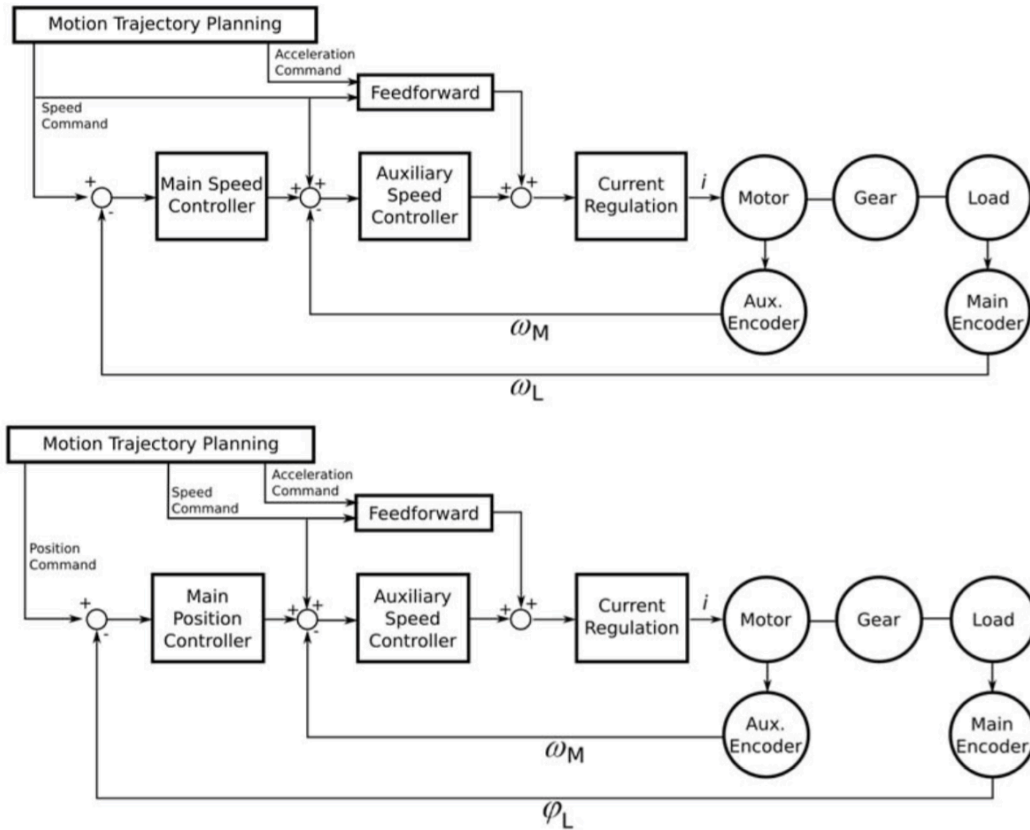 Motion Trajectory Planning
Acceleration
Command
Feedforward
Speed
Command
+
-
Main Speed
Controller
+
+
-
Auxiliary
Speed
Controller
+
+
Current
Regulation
i
Motor
Gear
Load
Aux.
Encoder
Main
Encoder
ωM
ωL
Motion Trajectory Planning
Acceleration
Command
Speed
Command
Feedforward
Position
Command
+
-
Main
Position
Controller
+
+
-
Auxiliary
Speed
Controller
+
+
Current
Regulation
i
Motor
Gear
Load
Aux.
Encoder
Main
Encoder
ωM
φL